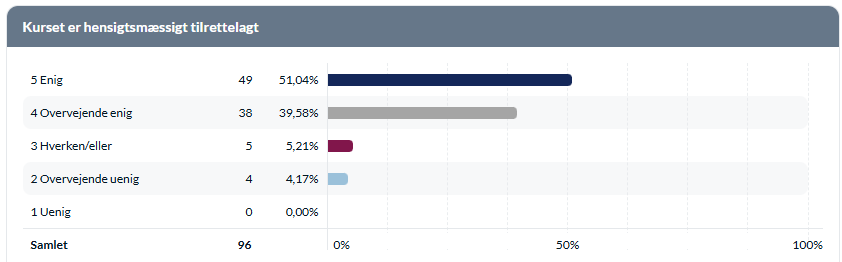 Kurset er hensigtsmæssigt tilrettelagt
5 Enig 49 51,04%
4 Overvejende enig 38 39,58%
3 Hverken/eller 5 5,21%
2 Overvejende uenig 4 4,17%
1 Uenig 0 0,00%
Samlet 96 0% 50% 100%